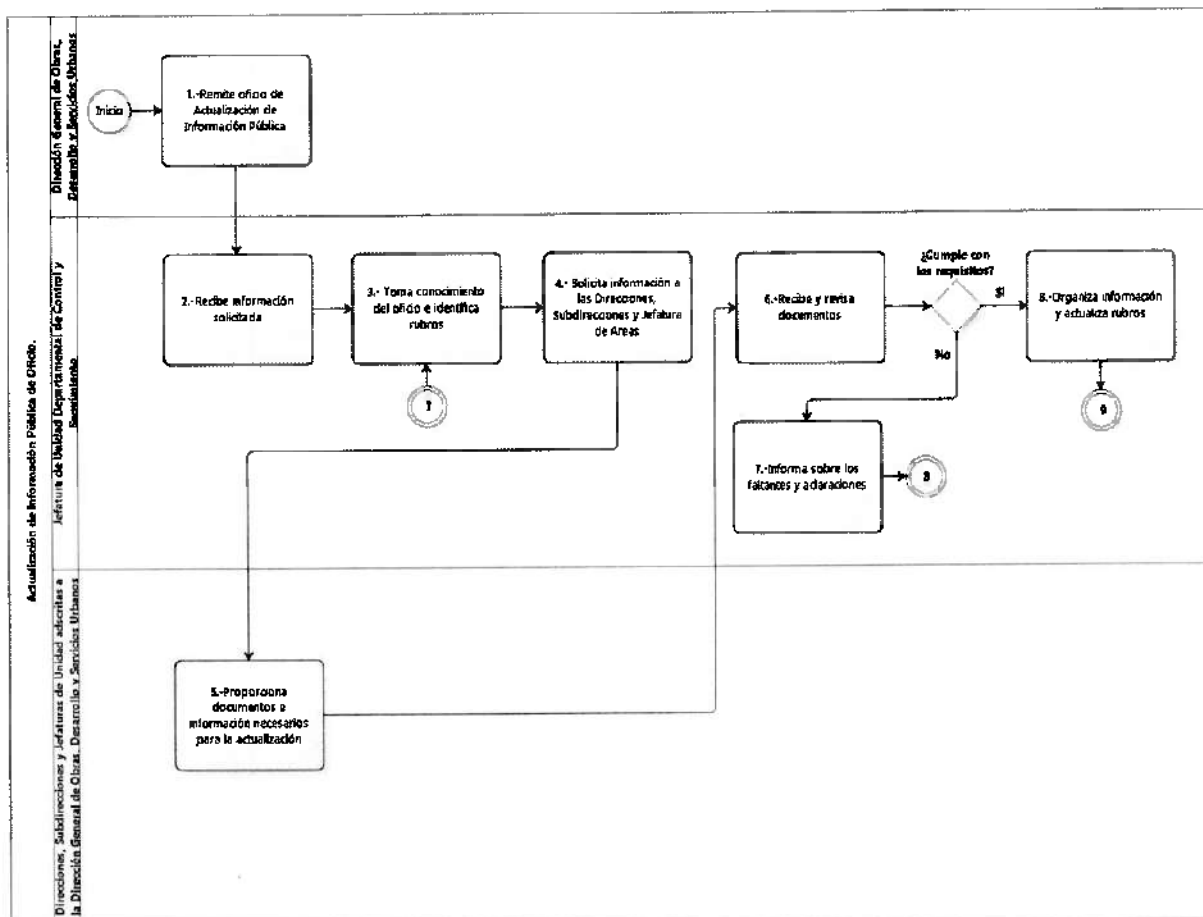 Actualización de Información Pública de Oficio.
Dirección General de Obras,
Desarrollo y Servicios Urbanos
Inicio
1.-Remite oficio de
Actualización de
Información Pública
Jefatura de Unidad Departamental de Control y
Seguimiento
2.-Recibe información
solicitada
3.- Toma conocimiento
del oficio e identifica
rubros
4.- Solicita información a
las Direcciones,
Subdirecciones y Jefatura
de Areas
6.-Recibe y revisa
documentos
¿Cumple con
los requisitos?
Si
No
8.-Organiza información
y actualiza rubros
9
7.-Informa sobre los
faltantes y aclaraciones
Direcciones, Subdirecciones y Jefaturas de Unidad adscritas a
la Dirección General de Obras, Desarrollo y Servicios Urbanos
5.-Proporciona
documentos e
información necesarios
para la actualización